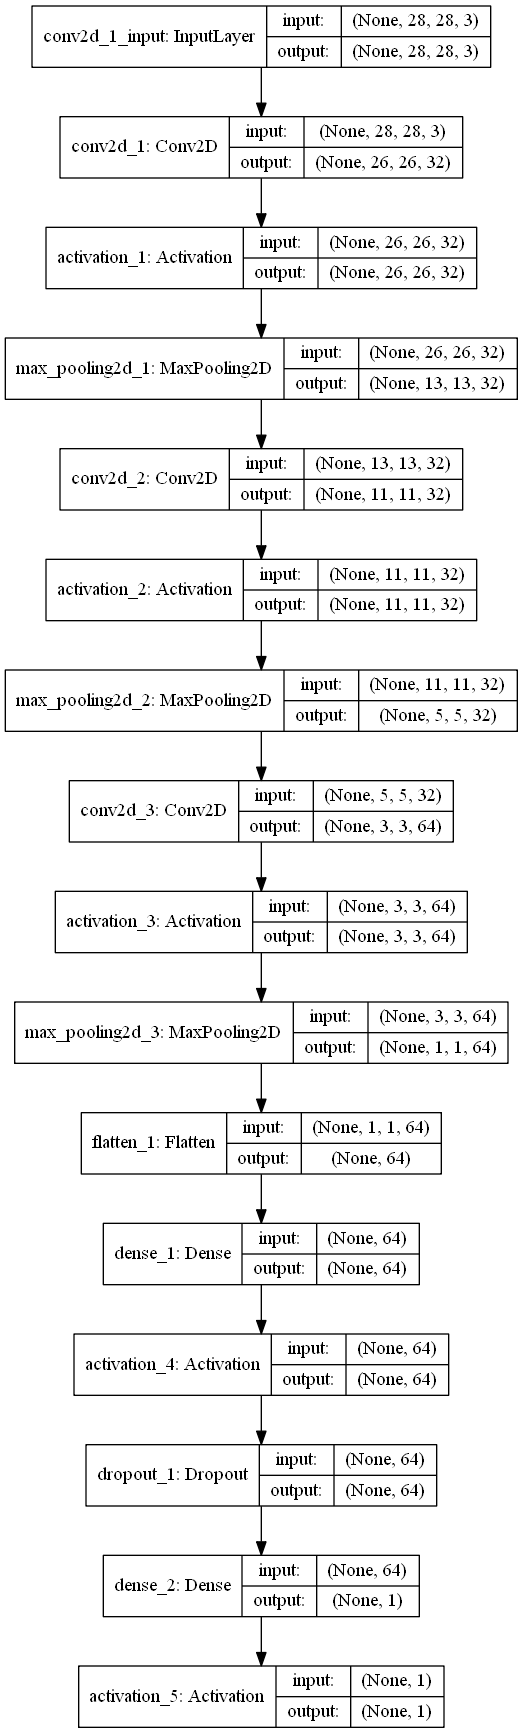 conv2d_1_input: InputLayer
input:
(None, 28, 28, 3)
output:
(None, 28, 28, 3)
conv2d_1: Conv2D
input:
(None, 28, 28, 3)
output:
(None, 26, 26, 32)
activation_1: Activation
input:
(None, 26, 26, 32)
output:
(None, 26, 26, 32)
max_pooling2d_1: MaxPooling2D
input:
(None, 26, 26, 32)
output:
(None, 13, 13, 32)
conv2d_2: Conv2D
input:
(None, 13, 13, 32)
output:
(None, 11, 11, 32)
activation_2: Activation
input:
(None, 11, 11, 32)
output:
(None, 11, 11, 32)
max_pooling2d_2: MaxPooling2D
input:
(None, 11, 11, 32)
output:
(None, 5, 5, 32)
conv2d_3: Conv2D
input:
(None, 5, 5, 32)
output:
(None, 3, 3, 64)
activation_3: Activation
input:
(None, 3, 3, 64)
output:
(None, 3, 3, 64)
max_pooling2d_3: MaxPooling2D
input:
(None, 3, 3, 64)
output:
(None, 1, 1, 64)
flatten_1: Flatten
input:
(None, 1, 1, 64)
output:
(None, 64)
dense_1: Dense
input:
(None, 64)
output:
(None, 64)
activation_4: Activation
input:
(None, 64)
output:
(None, 64)
dropout_1: Dropout
input:
(None, 64)
output:
(None, 64)
dense_2: Dense
input:
(None, 64)
output:
(None, 1)
activation_5: Activation
input:
(None, 1)
output:
(None, 1)